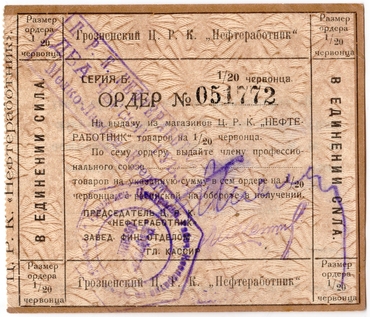 Размер
ордера
1/20
червонца
Грозненский Ц. Р. К. „Нефтеработник“
Размер
ордера
1/20
червонца
Ц. Р. К. «Нефтеработник»
В ЕДИНЕНИИ СИЛА.
СЕРИЯ Б. 1/20 червонца.
ОРДЕР № 051772
На выдачу из магазинов Ц. Р. К. „НЕФТЕ-
РАБОТНИК“ товаров на 1/20 червонца.
По сему ордеру выдайте члену профессио-
нального союза
товаров на указанную сумму в сем ордере на 1/20
червонца с распиской на обороте в получении.
ПРЕДСЕДАТЕЛЬ Ц.
„НЕФТЕРАБОТНИК“
ЗАВЕД. ФИН. ОТДЕЛОМ
ГЛ. КАССИР
В ЕДИНЕНИИ СИЛА.
Размер
ордера
1/20
червонца
Грозненский Ц. Р. К. „Нефтеработник“
Размер
ордера
1/20
червонца